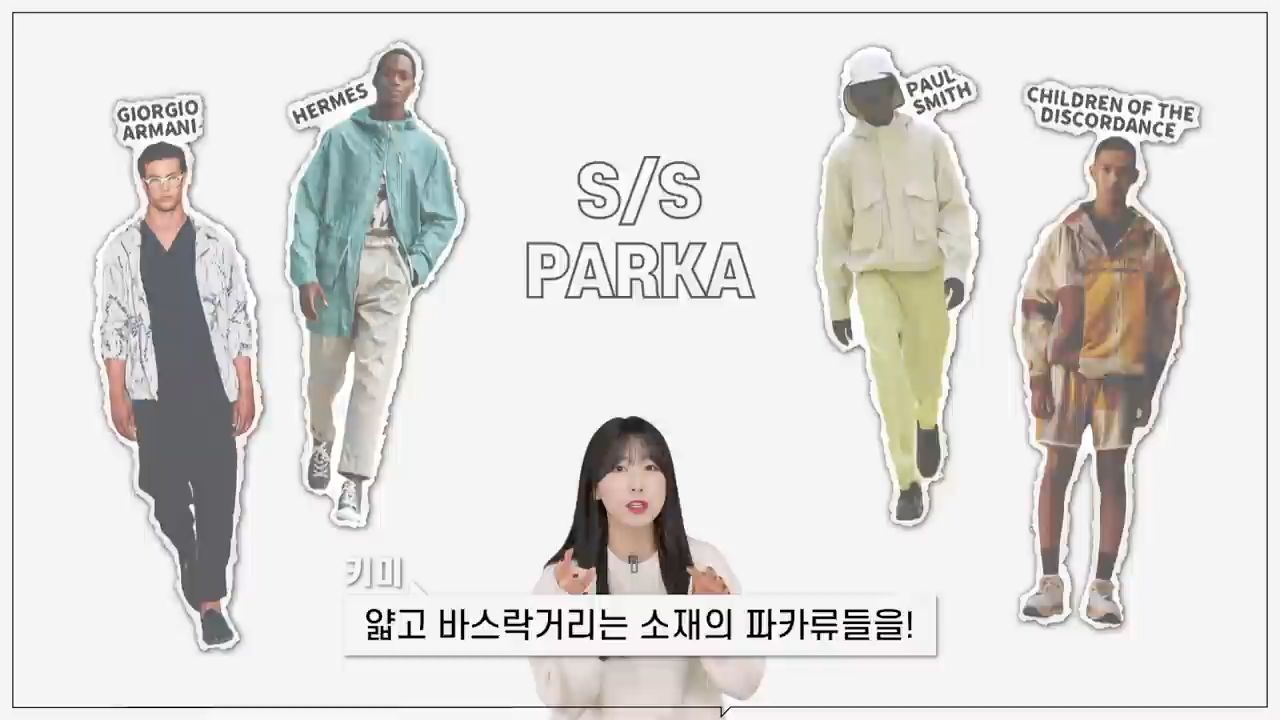 GIORGIO
ARMANI
HERMES
S/S
PARKA
PAUL
SMITH
CHILDREN OF THE
DISCORDANCE
키미
얇고 바스락거리는 소재의 파카류들을!